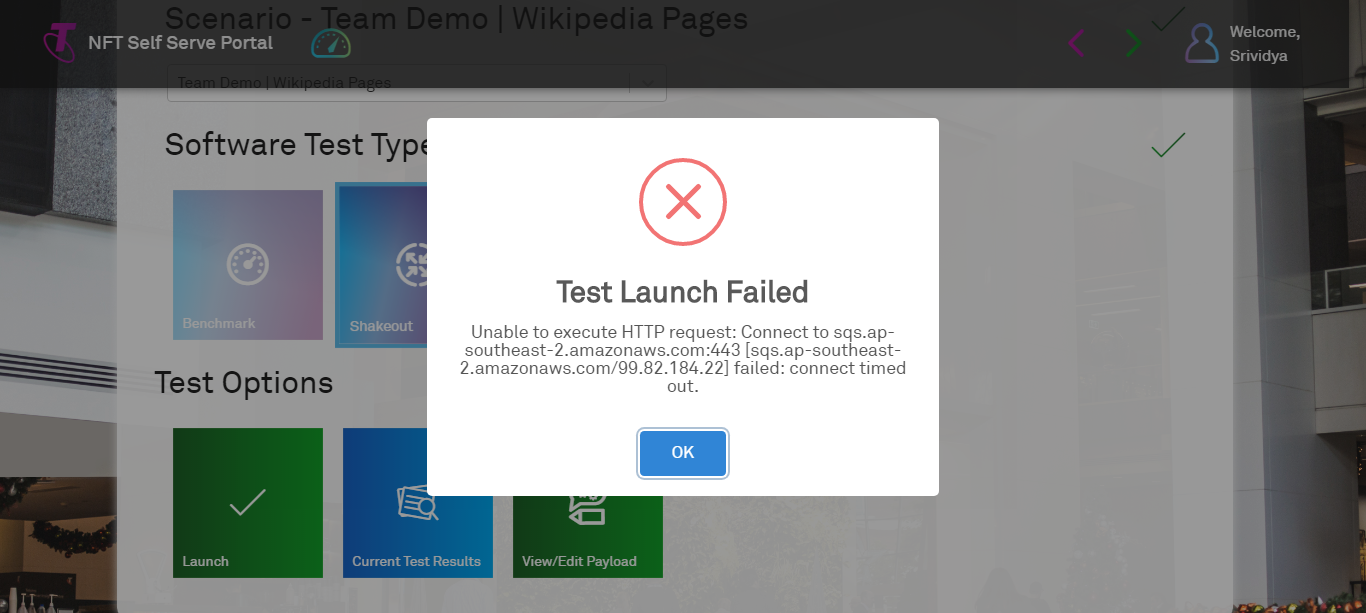 Scenario - Team Demo | Wikipedia Pages
NFT Self Serve Portal
Welcome,
Srividya
Team Demo | Wikipedia Pages
Software Test Type
Benchmark
Shakeout
Test Launch Failed
Unable to execute HTTP request: Connect to sqs.ap-
southeast-2.amazonaws.com:443 [sqs.ap-southeast-
2.amazonaws.com/99.82.184.22] failed: connect timed
out.
OK
Test Options
Launch
Current Test Results
View/Edit Payload